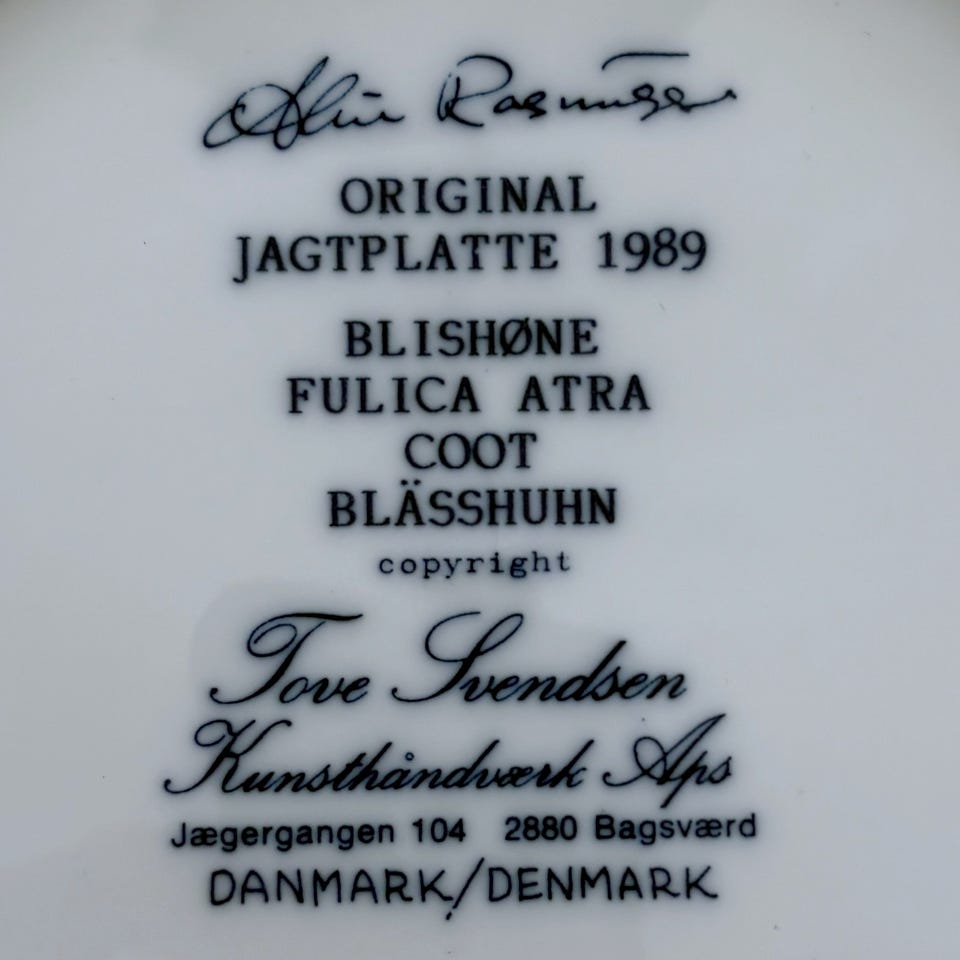 Rasmussen
ORIGINAL
JAGTPLATTE 1989
BLISHØNE
FULICA ATRA
COOT
BLÄSSHUHN
copyright
Tove Svendsen
Kunsthåndværk Aps
Jægergangen 104 2880 Bagsværd
DANMARK/DENMARK